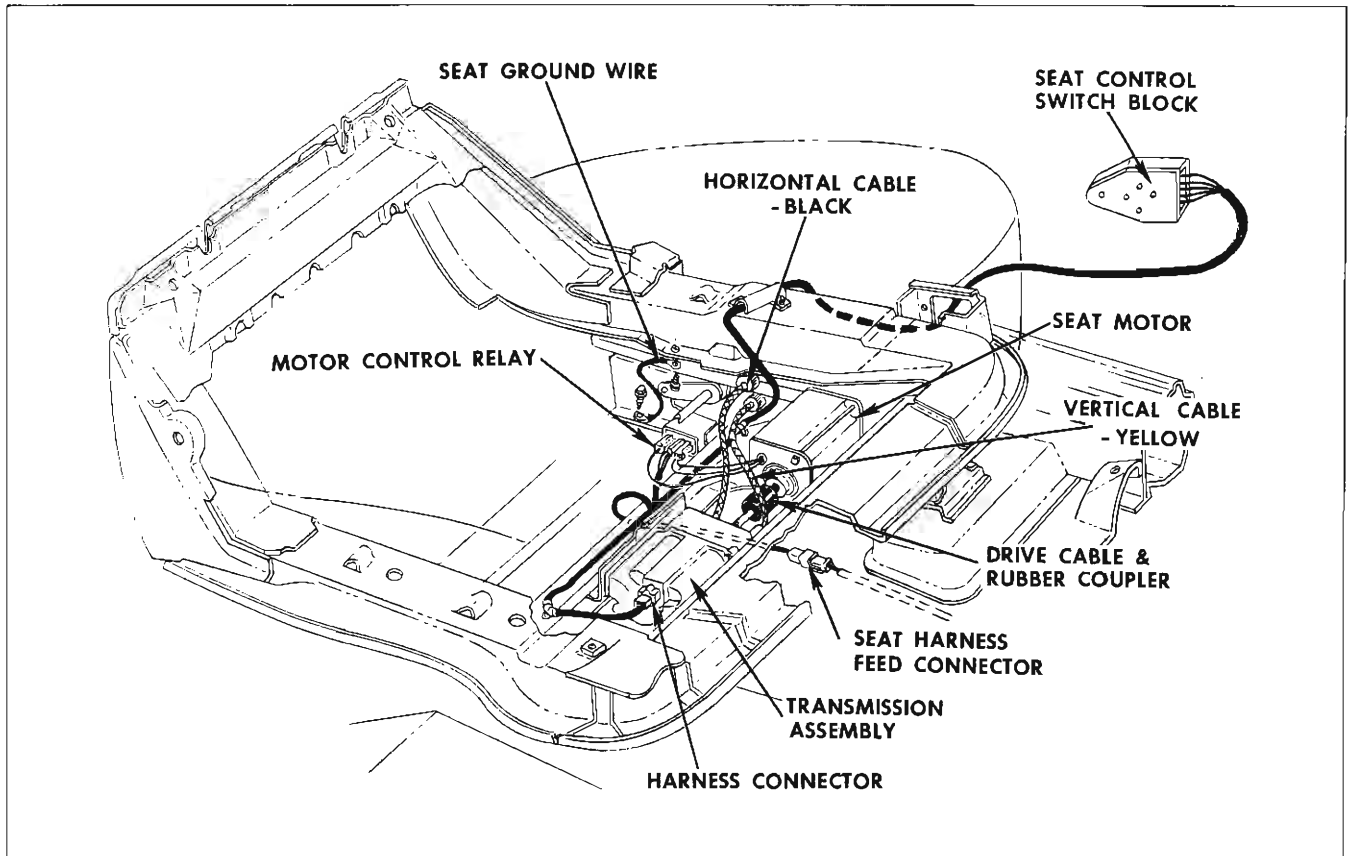 SEAT GROUND WIRE
SEAT CONTROL
SWITCH BLOCK
HORIZONTAL CABLE
- BLACK
SEAT MOTOR
MOTOR CONTROL RELAY
VERTICAL CABLE
- YELLOW
DRIVE CABLE &
RUBBER COUPLER
SEAT HARNESS
FEED CONNECTOR
TRANSMISSION
ASSEMBLY
HARNESS CONNECTOR